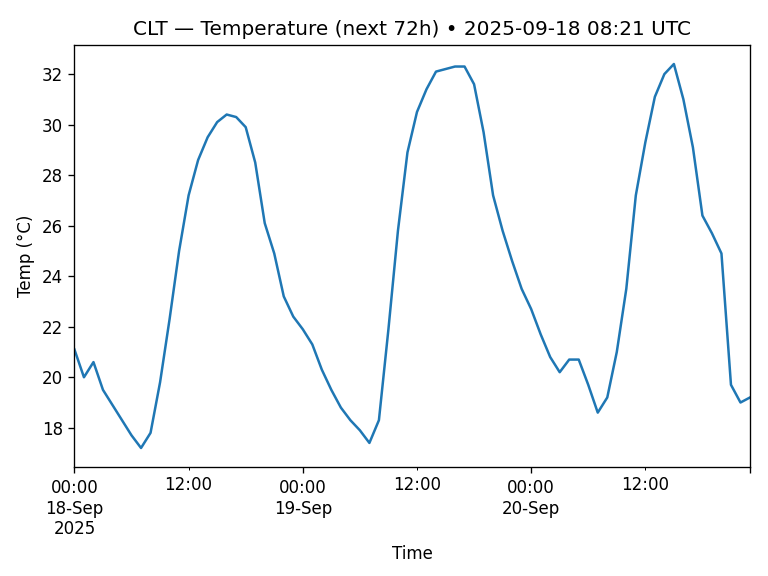 CLT — Temperature (next 72h) • 2025-09-18 08:21 UTC
Temp (°C)
32
30
28
26
24
22
20
18
00:00 12:00 00:00 12:00 00:00 12:00
18-Sep 19-Sep 20-Sep
2025
Time